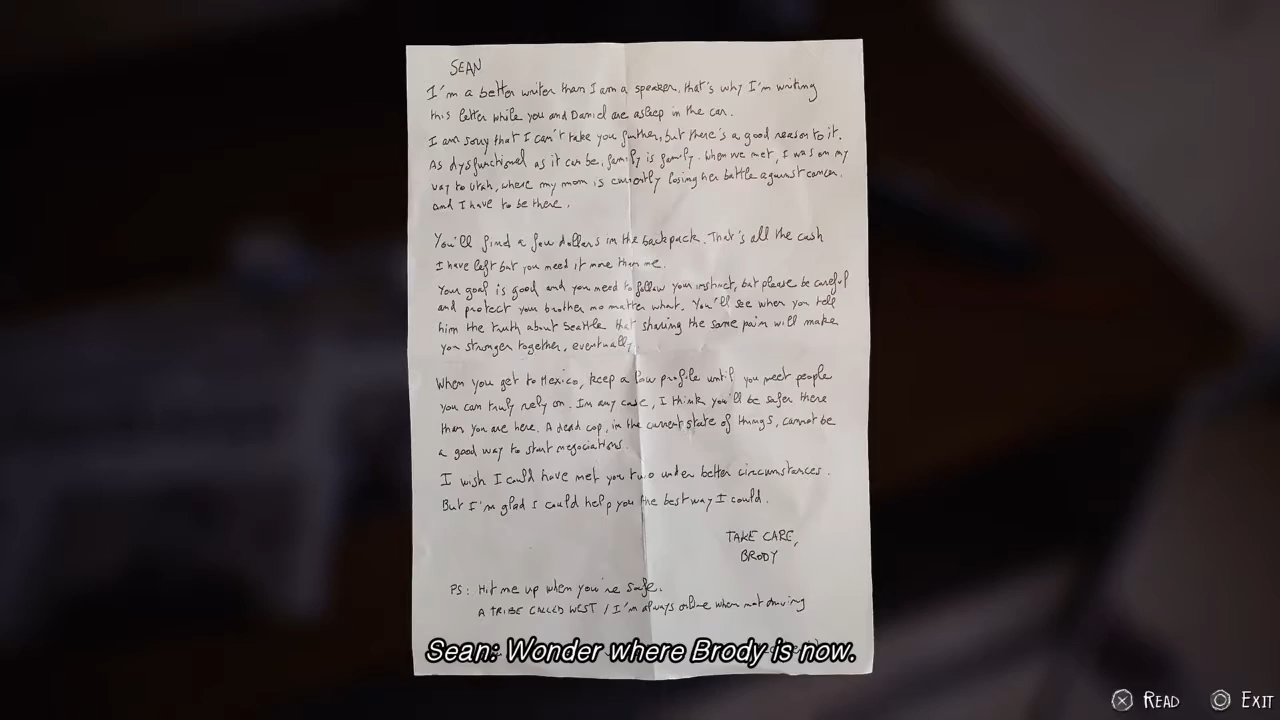 SEAN
I'm a better writer than I am a speaker, that's why I'm writing
this letter while you and Daniel are asleep in the car.
I am sorry that I can't take you further, but there's a good reason to it.
As dysfunctional as it can be, family is family. When we met, I was on my
way to Utah, where my mom is currently losing her battle against cancer.
and I have to be there.
You'll find a few dollars in the backpack. That's all the cash
I have left but you need it more than me.
Your goal is good and you need to follow your instinct, but please be careful
and protect your brother no matter what. You'll see when you tell
him the truth about Seattle that sharing the same pain will make
you stronger together, eventually.
When you get to Mexico, keep a low profile until you meet people
you can truly rely on. In any case, I think you'll be safer there
than you are here. A dead cop, in the current state of things, cannot be
a good way to start negociations.
I wish I could have met you two under better circumstances.
But I'm glad I could help you the best way I could.
TAKE CARE,
BRODY
PS: Hit me up when you're safe.
A TRIBE CALLED WEST / I'm always online when not driving
Sean: Wonder where Brody is now.
READ EXIT